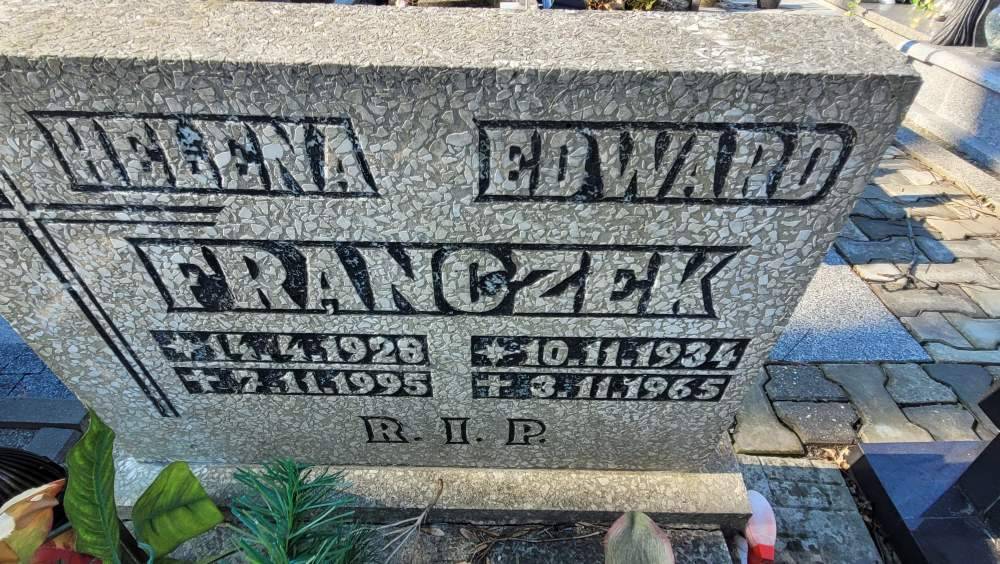 HELENA EDWARD
FRANCZEK
* 14.4.1928 * 10.11.1934
+ 7.11.1995 + 3.11.1965
R. I. P.